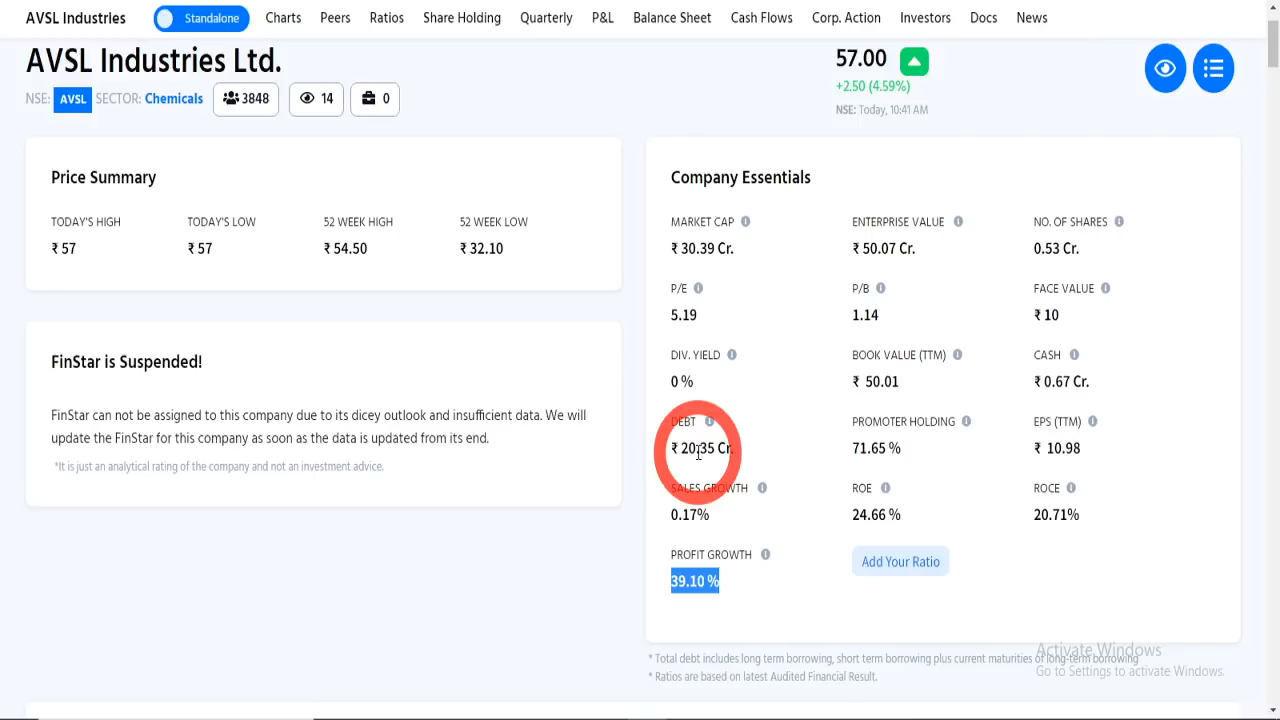 AVSL Industries Standalone Charts Peers Ratios Share Holding Quarterly P&L Balance Sheet Cash Flows Corp. Action Investors Docs News
AVSL Industries Ltd.
NSE: AVSL SECTOR: Chemicals 3848 14 0
57.00
+2.50 (4.59%)
NSE: Today, 10:41 AM
Price Summary
TODAY'S HIGH TODAY'S LOW 52 WEEK HIGH 52 WEEK LOW
₹ 57 ₹ 57 ₹ 54.50 ₹ 32.10
FinStar is Suspended!
FinStar can not be assigned to this company due to its dicey outlook and insufficient data. We will
update the FinStar for this company as soon as the data is updated from its end.
*It is just an analytical rating of the company and not an investment advice.
Company Essentials
MARKET CAP ENTERPRISE VALUE NO. OF SHARES
₹ 30.39 Cr. ₹ 50.07 Cr. 0.53 Cr.
P/E P/B FACE VALUE
5.19 1.14 ₹ 10
DIV. YIELD BOOK VALUE (TTM) CASH
0 % ₹ 50.01 ₹ 0.67 Cr.
DEBT PROMOTER HOLDING EPS (TTM)
₹ 20.35 Cr. 71.65 % ₹ 10.98
SALES GROWTH ROE ROCE
0.17% 24.66 % 20.71%
PROFIT GROWTH Add Your Ratio
39.10 %
* Total debt includes long term borrowing, short term borrowing plus current maturities of long-term borrowing
* Ratios are based on latest Audited Financial Result.
Activate Windows
Go to Settings to activate Windows.